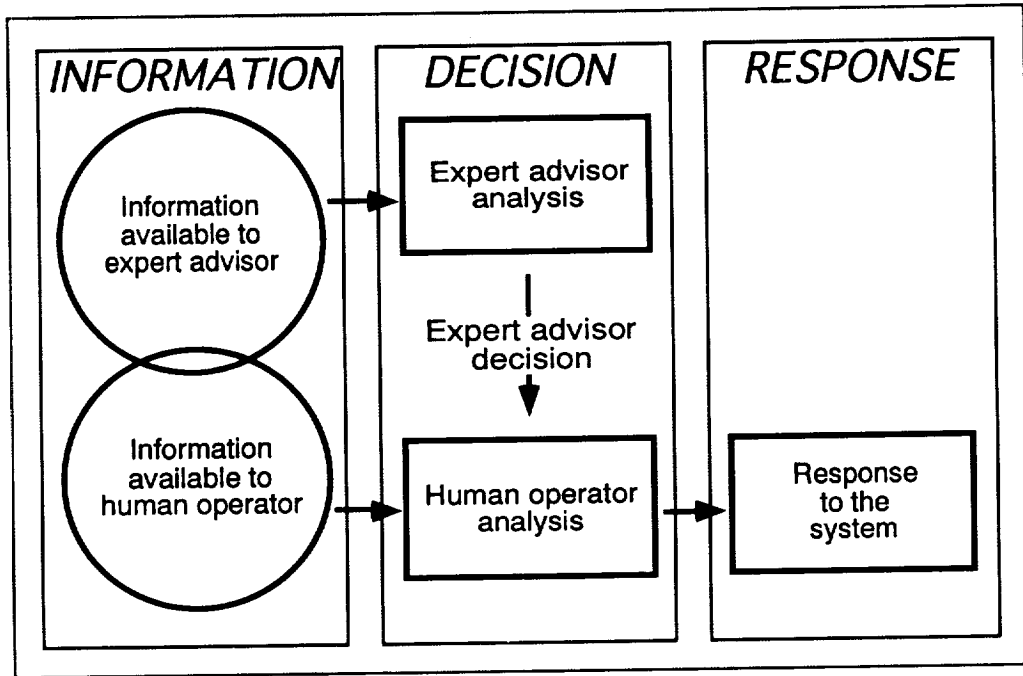 INFORMATION
Information
available to
expert advisor
Information
available to
human operator
DECISION
Expert advisor
analysis
Expert advisor
decision
Human operator
analysis
RESPONSE
Response
to the
system